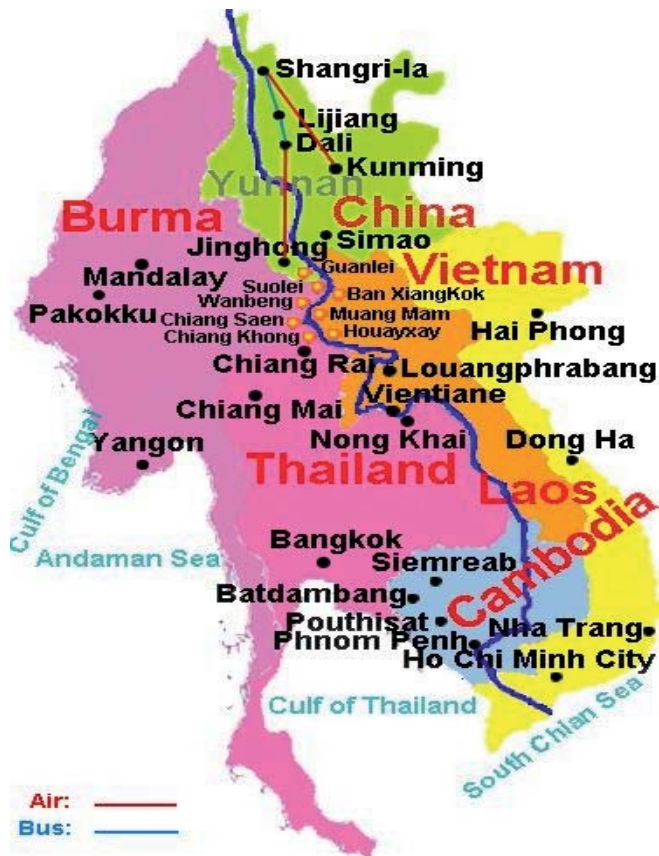 Shangri-la
Lijiang
Dali
Kunming
Yunnan
Burma
China
Jinghong
Simao
Guanlei
Vietnam
Mandalay
Suolei
Ban XiangKok
Pakokku
Wanbeng
Muang Mam
Chiang Saen
Houayxay
Hai Phong
Chiang Khong
Chiang Rai
Louangphrabang
Vientiane
Chiang Mai
Nong Khai
Yangon
Dong Ha
Thailand
Laos
Culf of Bengal
Andaman Sea
Bangkok
Siemreab
Cambodia
Batdambang
Pouthisat
Phnom Penh
Nha Trang
Ho Chi Minh City
Culf of Thailand
South Chian Sea
Air:
Bus: